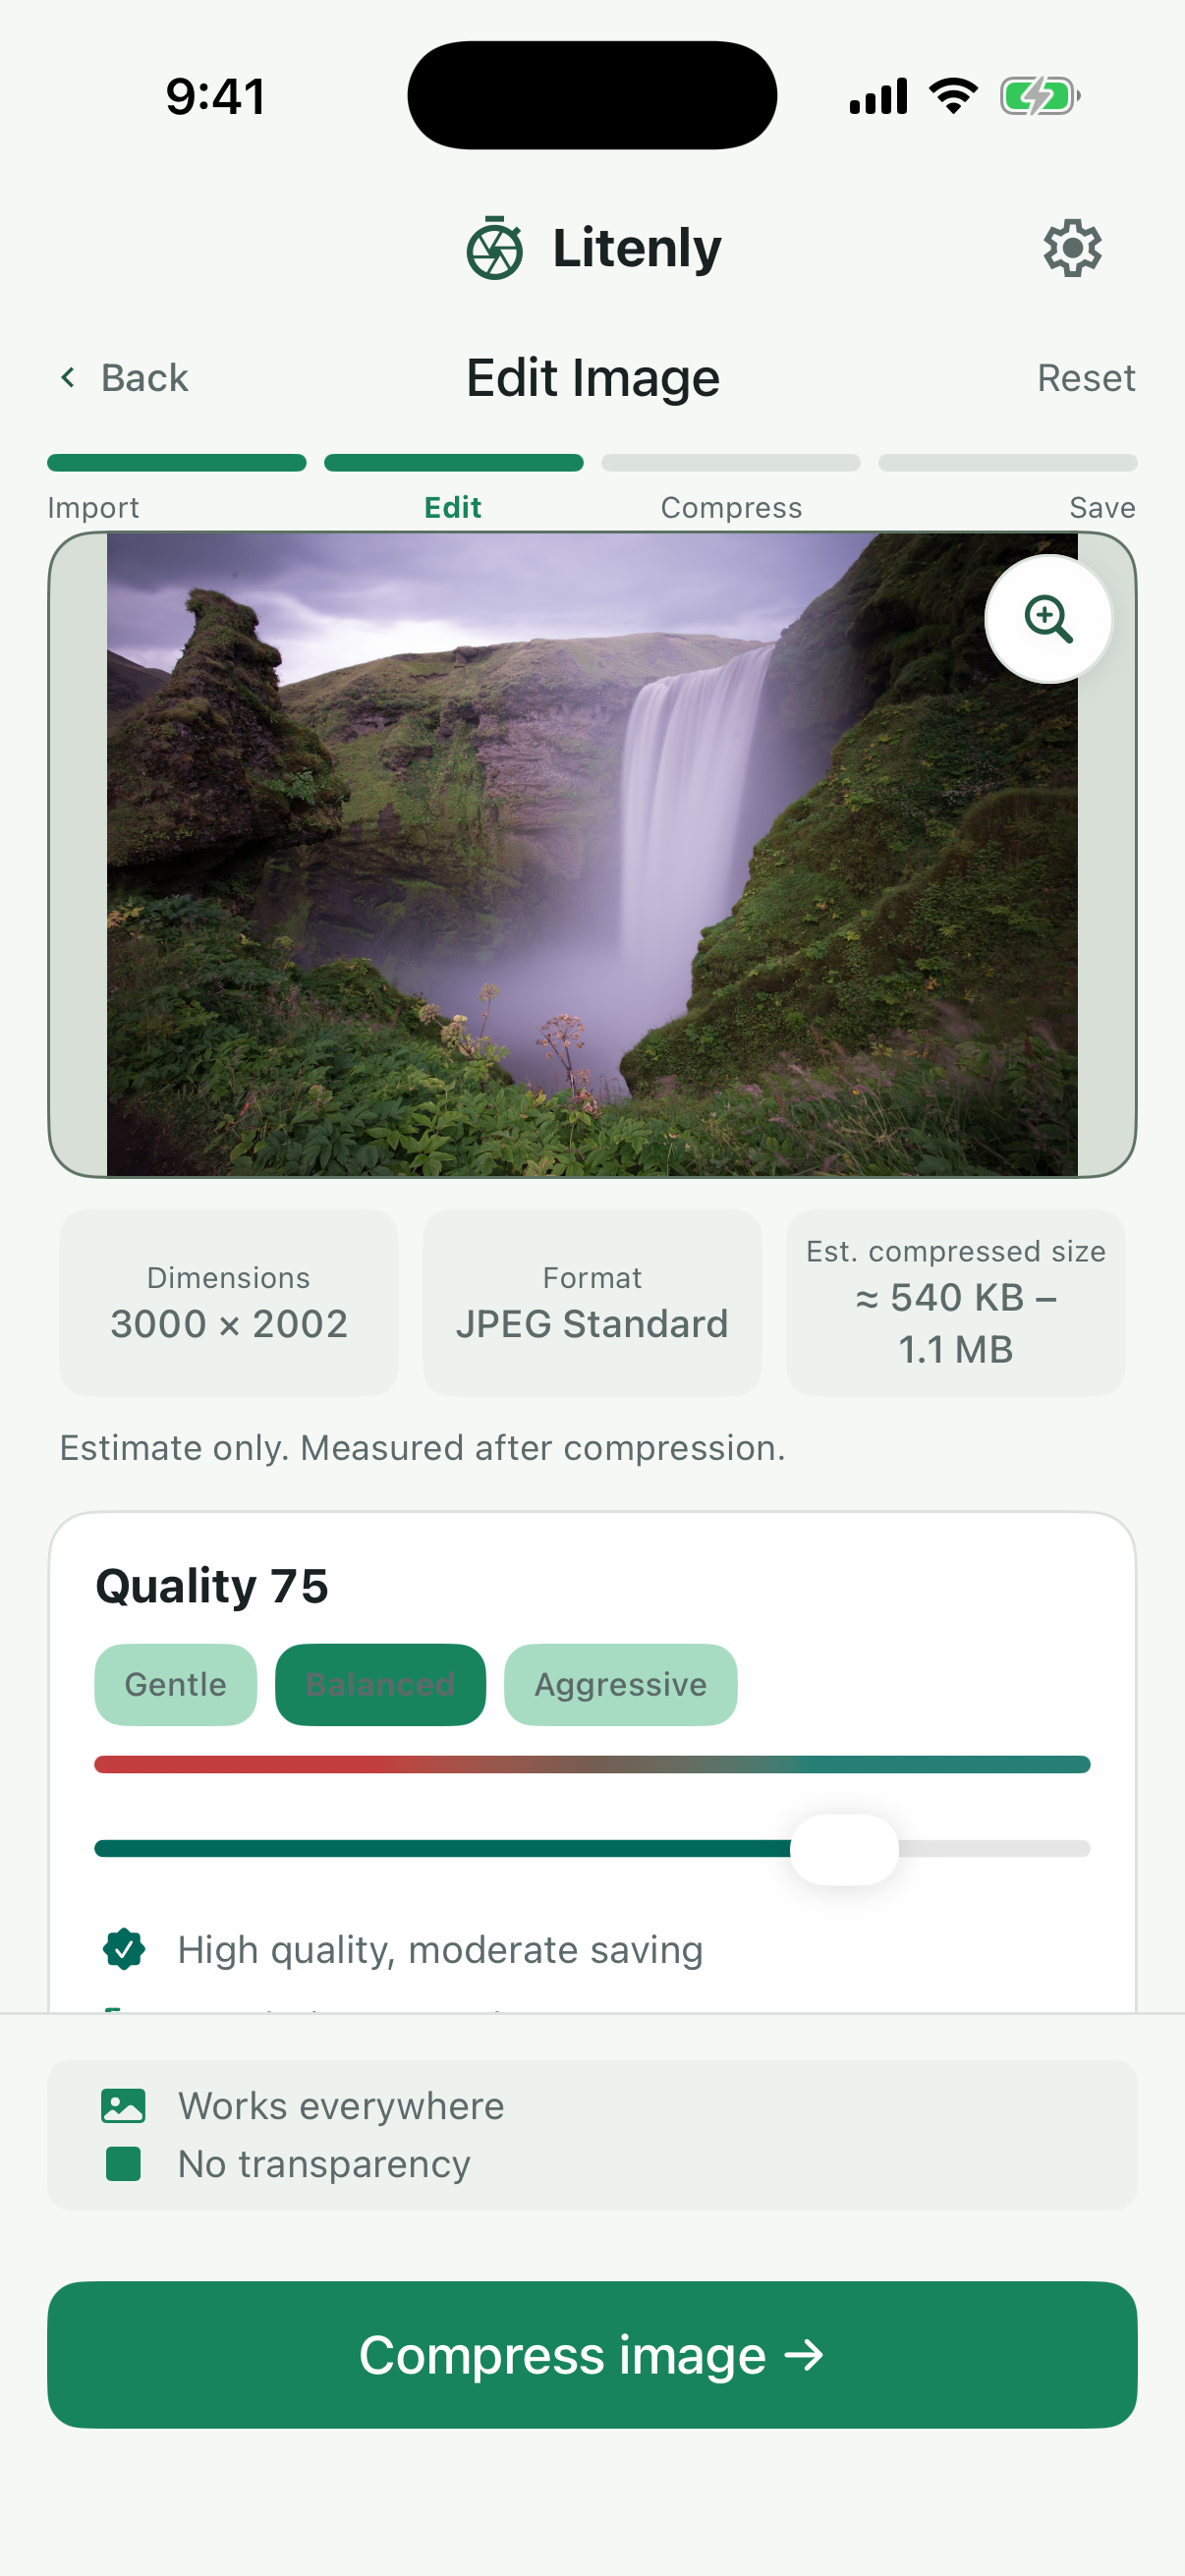 9:41
Litenly
Back
Edit Image
Reset
Import
Edit
Compress
Save
Dimensions
3000 × 2002
Format
JPEG Standard
Est. compressed size
≈ 540 KB –
1.1 MB
Estimate only. Measured after compression.
Quality 75
Gentle
Balanced
Aggressive
High quality, moderate saving
Works everywhere
No transparency
Compress image →